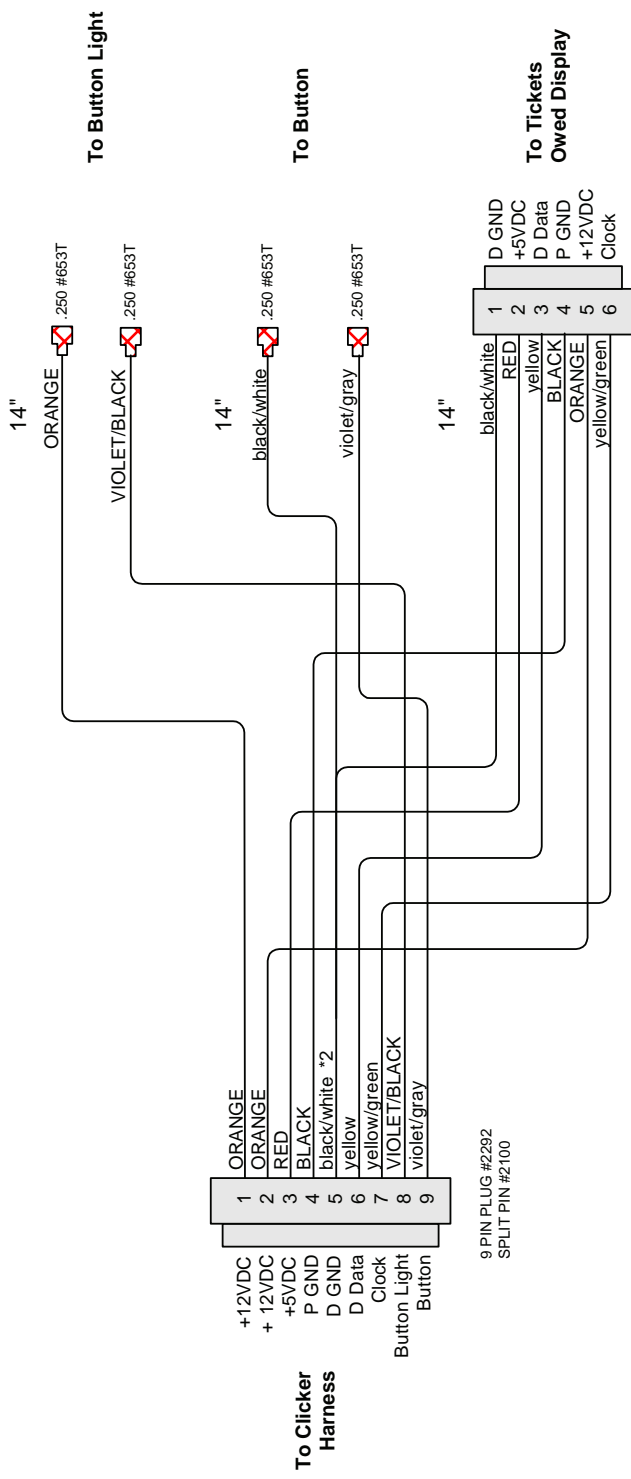 To Button Light
To Button
To Tickets
Owed Display
14"
ORANGE
.250 #653T
VIOLET/BLACK
.250 #653T
14"
black/white
.250 #653T
violet/gray
.250 #653T
14"
black/white
RED
yellow
BLACK
ORANGE
yellow/green
1
2
3
4
5
6
D GND
+5VDC
D Data
P GND
+12VDC
Clock
ORANGE
ORANGE
RED
BLACK
black/white *2
yellow
yellow/green
VIOLET/BLACK
violet/gray
1
2
3
4
5
6
7
8
9
+12VDC
+ 12VDC
+5VDC
P GND
D GND
D Data
Clock
Button Light
Button
To Clicker
Harness
9 PIN PLUG #2292
SPLIT PIN #2100